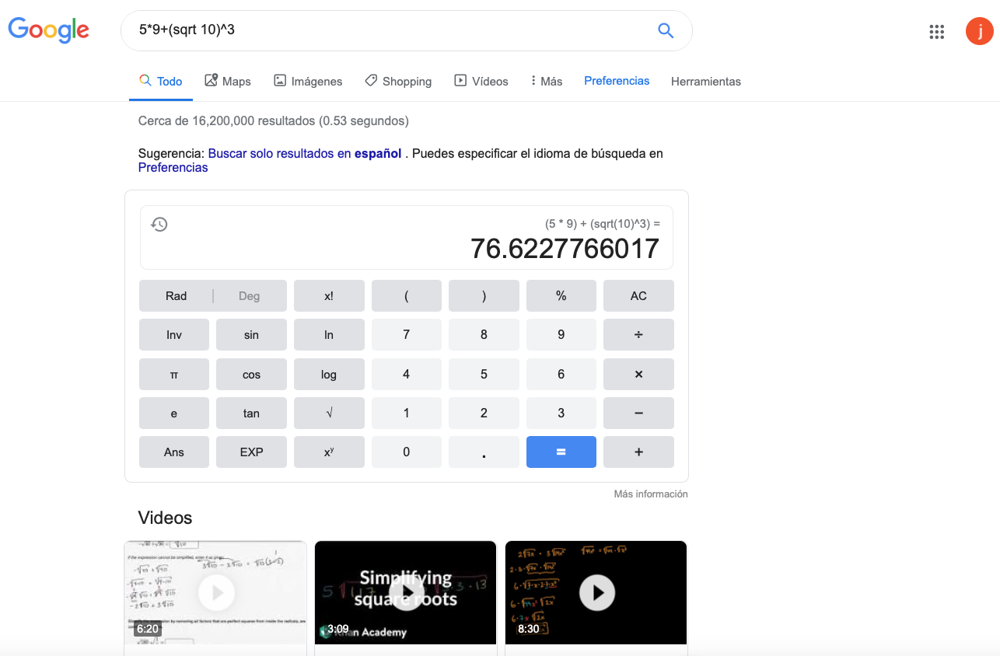 Google
5*9+(sqrt 10)^3
j
Todo
Maps
Imágenes
Shopping
Vídeos
Más
Preferencias
Herramientas
Cerca de 16,200,000 resultados (0.53 segundos)
Sugerencia: Buscar solo resultados en español . Puedes especificar el idioma de búsqueda en
Preferencias
(5 * 9) + (sqrt(10)^3) =
76.6227766017
Rad | Deg x! ( ) % AC
Inv sin ln 7 8 9 ÷
π cos log 4 5 6 ×
e tan √ 1 2 3 −
Ans EXP xʸ 0 . = +
Más información
Videos
6:20
Simplifying
square roots
3:09
Khan Academy
8:30